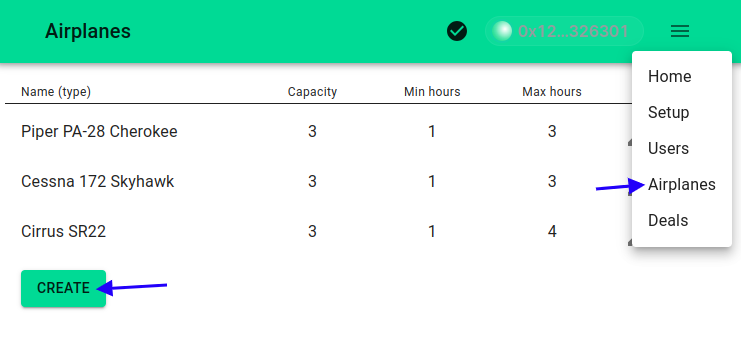 Airplanes
0x12...326301
Name (type) Capacity Min hours Max hours
Piper PA-28 Cherokee 3 1 3
Cessna 172 Skyhawk 3 1 3
Cirrus SR22 3 1 4
CREATE
Home
Setup
Users
Airplanes
Deals